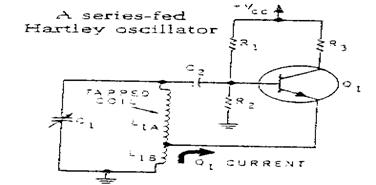 A series-fed
Hartley oscillator
+Vcc
R1
R3
C2
Q1
TAPPED
COIL
R2
C1
L1A
L1B
Q1 CURRENT